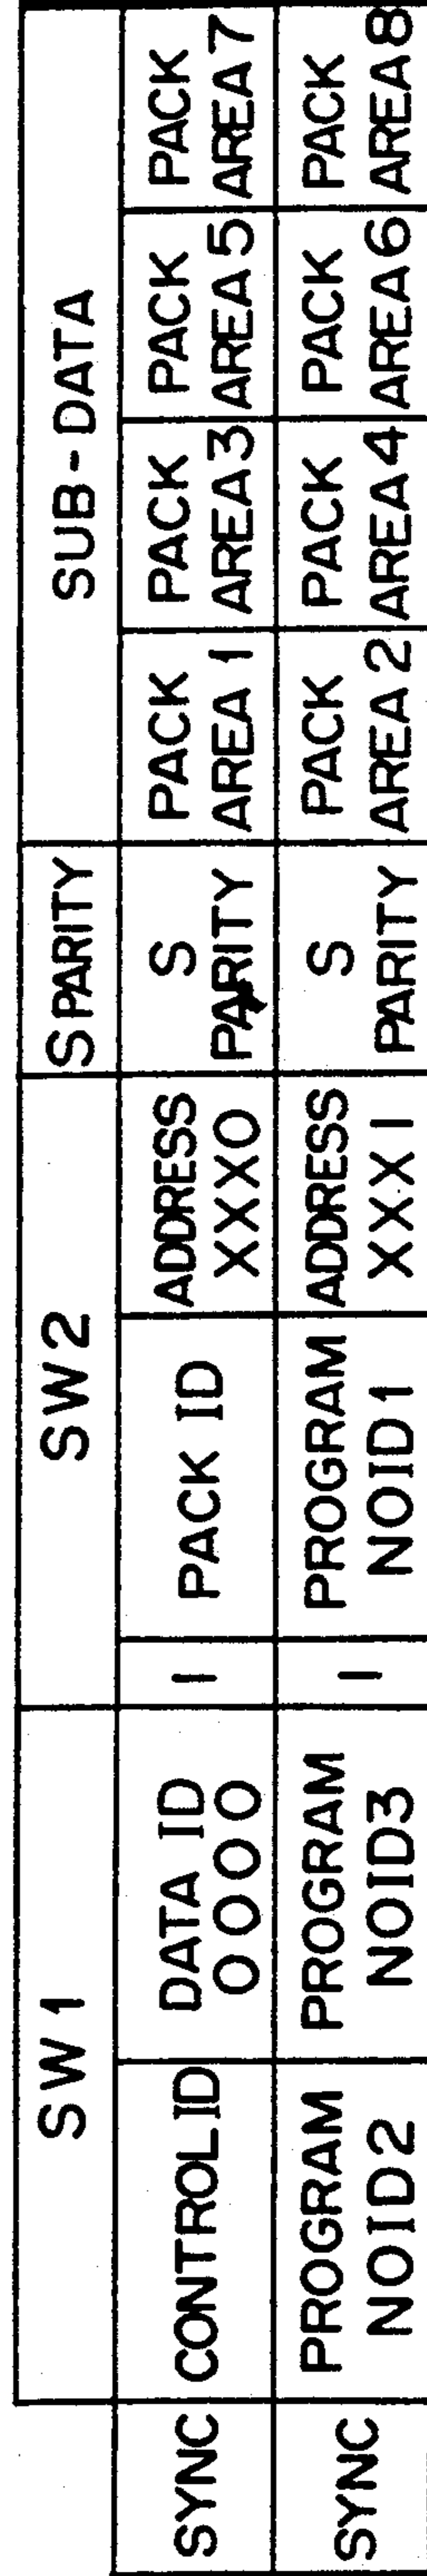 SW1 SW2 S PARITY SUB-DATA
SYNC CONTROL ID DATA ID 0000 1 PACK ID ADDRESS XXX0 S PARITY PACK AREA 1 PACK AREA 3 PACK AREA 5 PACK AREA 7
SYNC PROGRAM NOID2 PROGRAM NOID3 1 PROGRAM NOID1 ADDRESS XXX1 S PARITY PACK AREA 2 PACK AREA 4 PACK AREA 6 PACK AREA 8